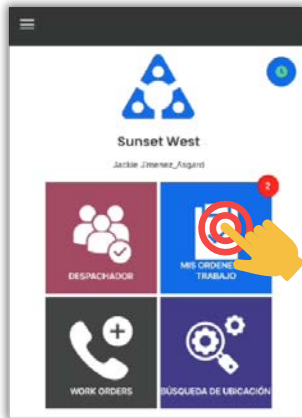 Sunset West
Jackie Jimenez_Asgard
2
DESPACHADOR
MIS ORDENES
TRABAJO
WORK ORDERS
BÚSQUEDA DE UBICACIÓN